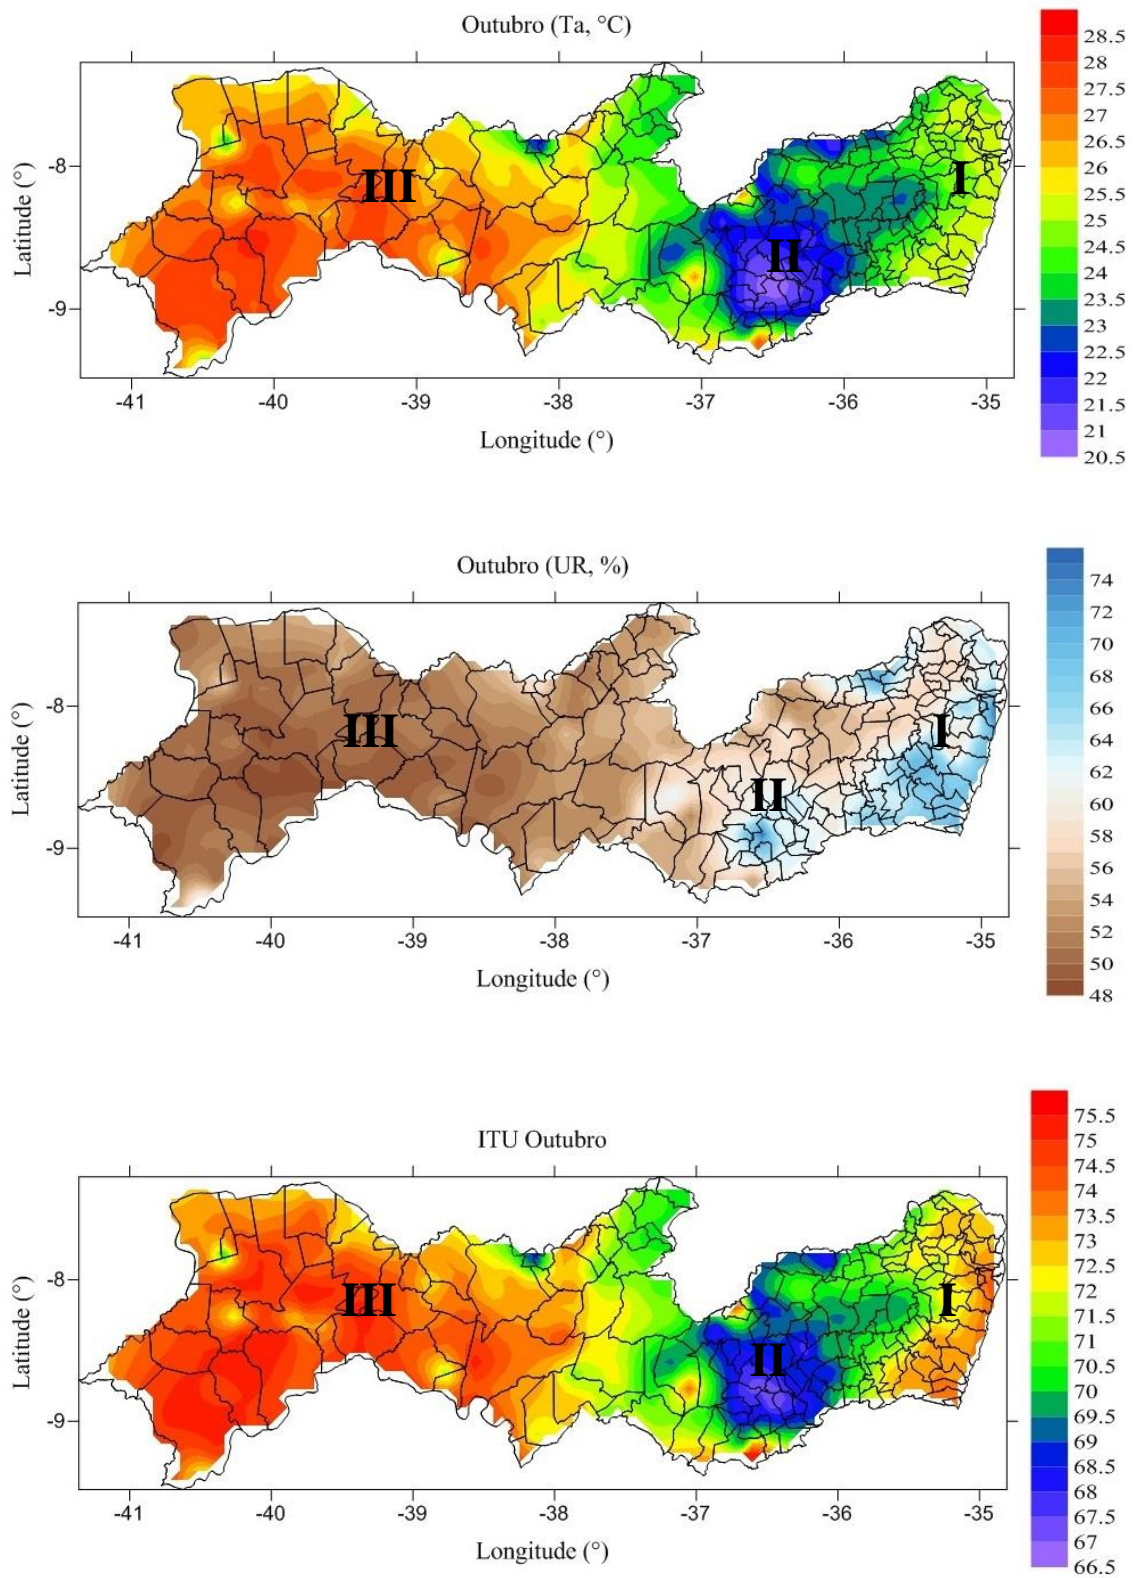 Outubro (Ta, °C)
Latitude (°)
-8
-9
III
II
I
-41 -40 -39 -38 -37 -36 -35
Longitude (°)
28.5
28
27.5
27
26.5
26
25.5
25
24.5
24
23.5
23
22.5
22
21.5
21
20.5
Outubro (UR, %)
Latitude (°)
-8
-9
III
II
I
-41 -40 -39 -38 -37 -36 -35
Longitude (°)
74
72
70
68
66
64
62
60
58
56
54
52
50
48
ITU Outubro
Latitude (°)
-8
-9
III
II
I
-41 -40 -39 -38 -37 -36 -35
Longitude (°)
75.5
75
74.5
74
73.5
73
72.5
72
71.5
71
70.5
70
69.5
69
68.5
68
67.5
67
66.5